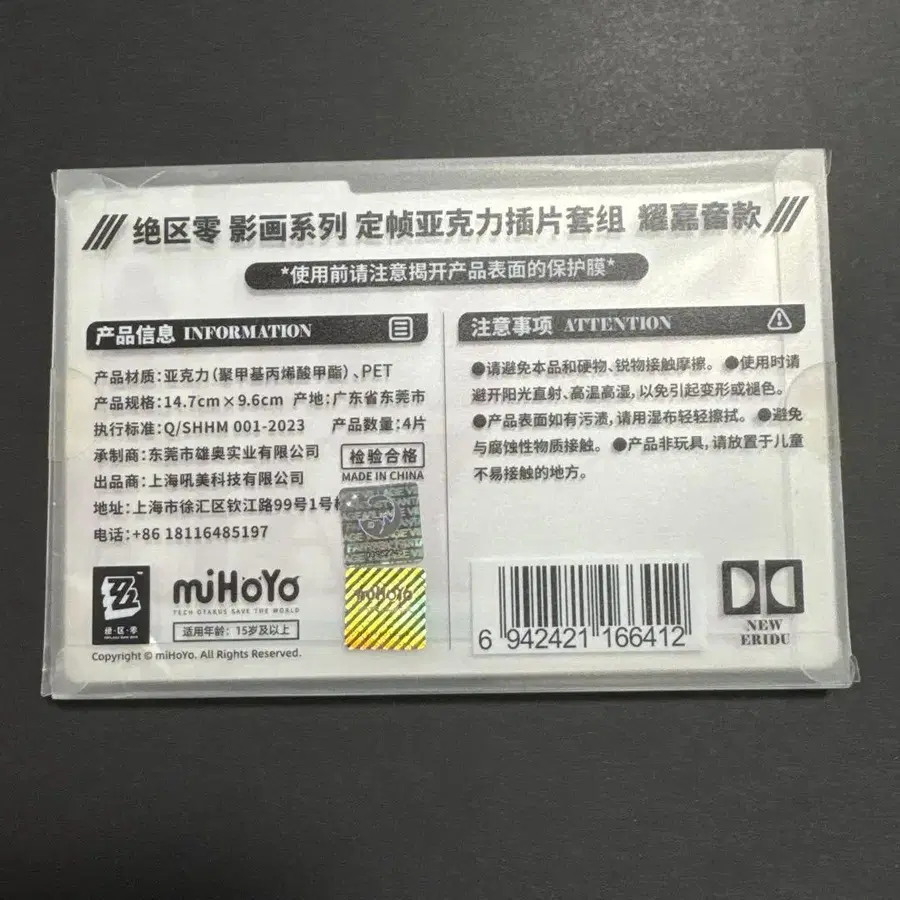 绝区零 影画系列 定帧亚克力插片套组 耀嘉音款
*使用前请注意揭开产品表面的保护膜*
产品信息 INFORMATION
产品材质：亚克力（聚甲基丙烯酸甲酯）、PET
产品规格：14.7cm×9.6cm 产地：广东省东莞市
执行标准：Q/SHHM 001-2023 产品数量：4片
承制商：东莞市雄奥实业有限公司
出品商：上海吼美科技有限公司
地址：上海市徐汇区钦江路99号1号
电话：+86 18116485197
检验合格
MADE IN CHINA
绝·区·零
miHoYo
TECH OTAKUS SAVE THE WORLD
适用年龄：15岁及以上
Copyright © miHoYo. All Rights Reserved.
miHoYo
注意事项 ATTENTION
●请避免本品和硬物、锐物接触摩擦。 ●使用时请
避开阳光直射、高温高湿，以免引起变形或褪色。
●产品表面如有污渍，请用湿布轻轻擦拭。 ●避免
与腐蚀性物质接触。 ●产品非玩具，请放置于儿童
不易接触的地方。
6 942421 166412
NEW
ERIDU